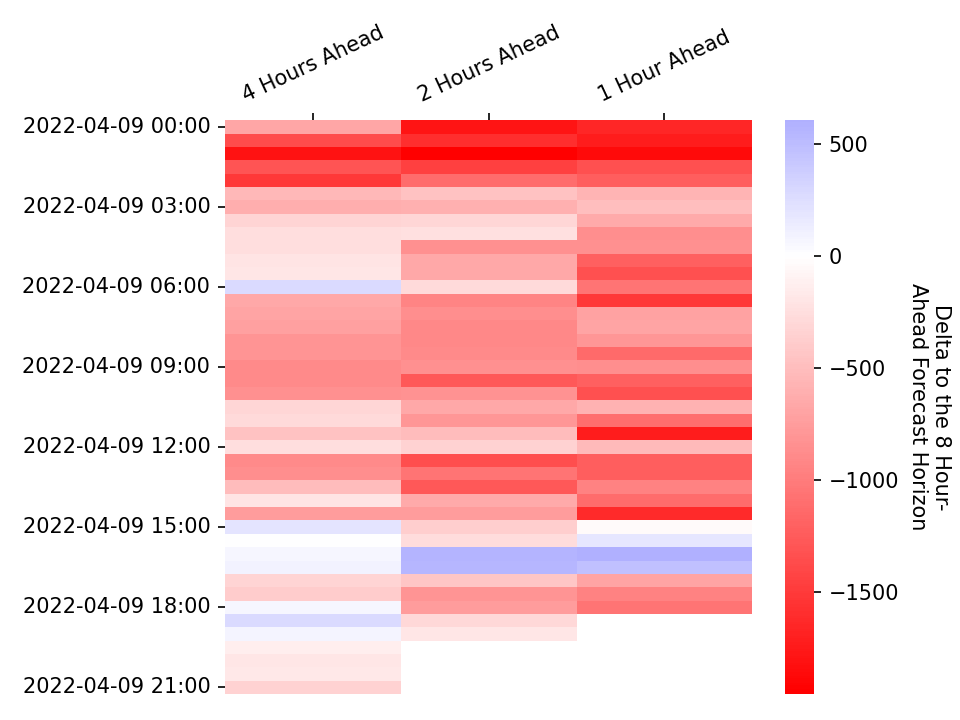 4 Hours Ahead
2 Hours Ahead
1 Hour Ahead
2022-04-09 00:00
2022-04-09 03:00
2022-04-09 06:00
2022-04-09 09:00
2022-04-09 12:00
2022-04-09 15:00
2022-04-09 18:00
2022-04-09 21:00
500
0
−500
−1000
−1500
Delta to the 8 Hour-
Ahead Forecast Horizon